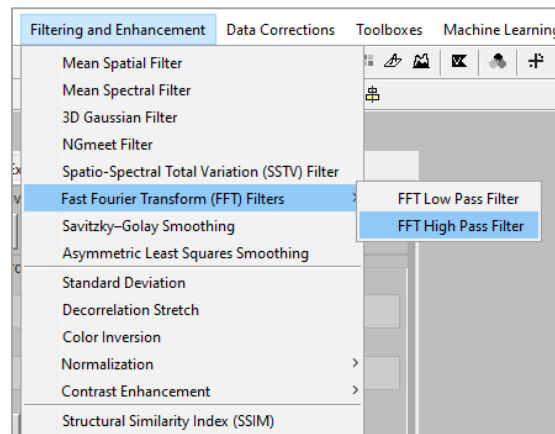 Filtering and Enhancement Data Corrections Toolboxes Machine Learning
Mean Spatial Filter
Mean Spectral Filter
3D Gaussian Filter
NGmeet Filter
Spatio-Spectral Total Variation (SSTV) Filter
Fast Fourier Transform (FFT) Filters
FFT Low Pass Filter
Savitzky–Golay Smoothing
FFT High Pass Filter
Asymmetric Least Squares Smoothing
Standard Deviation
Decorrelation Stretch
Color Inversion
Normalization
Contrast Enhancement
Structural Similarity Index (SSIM)